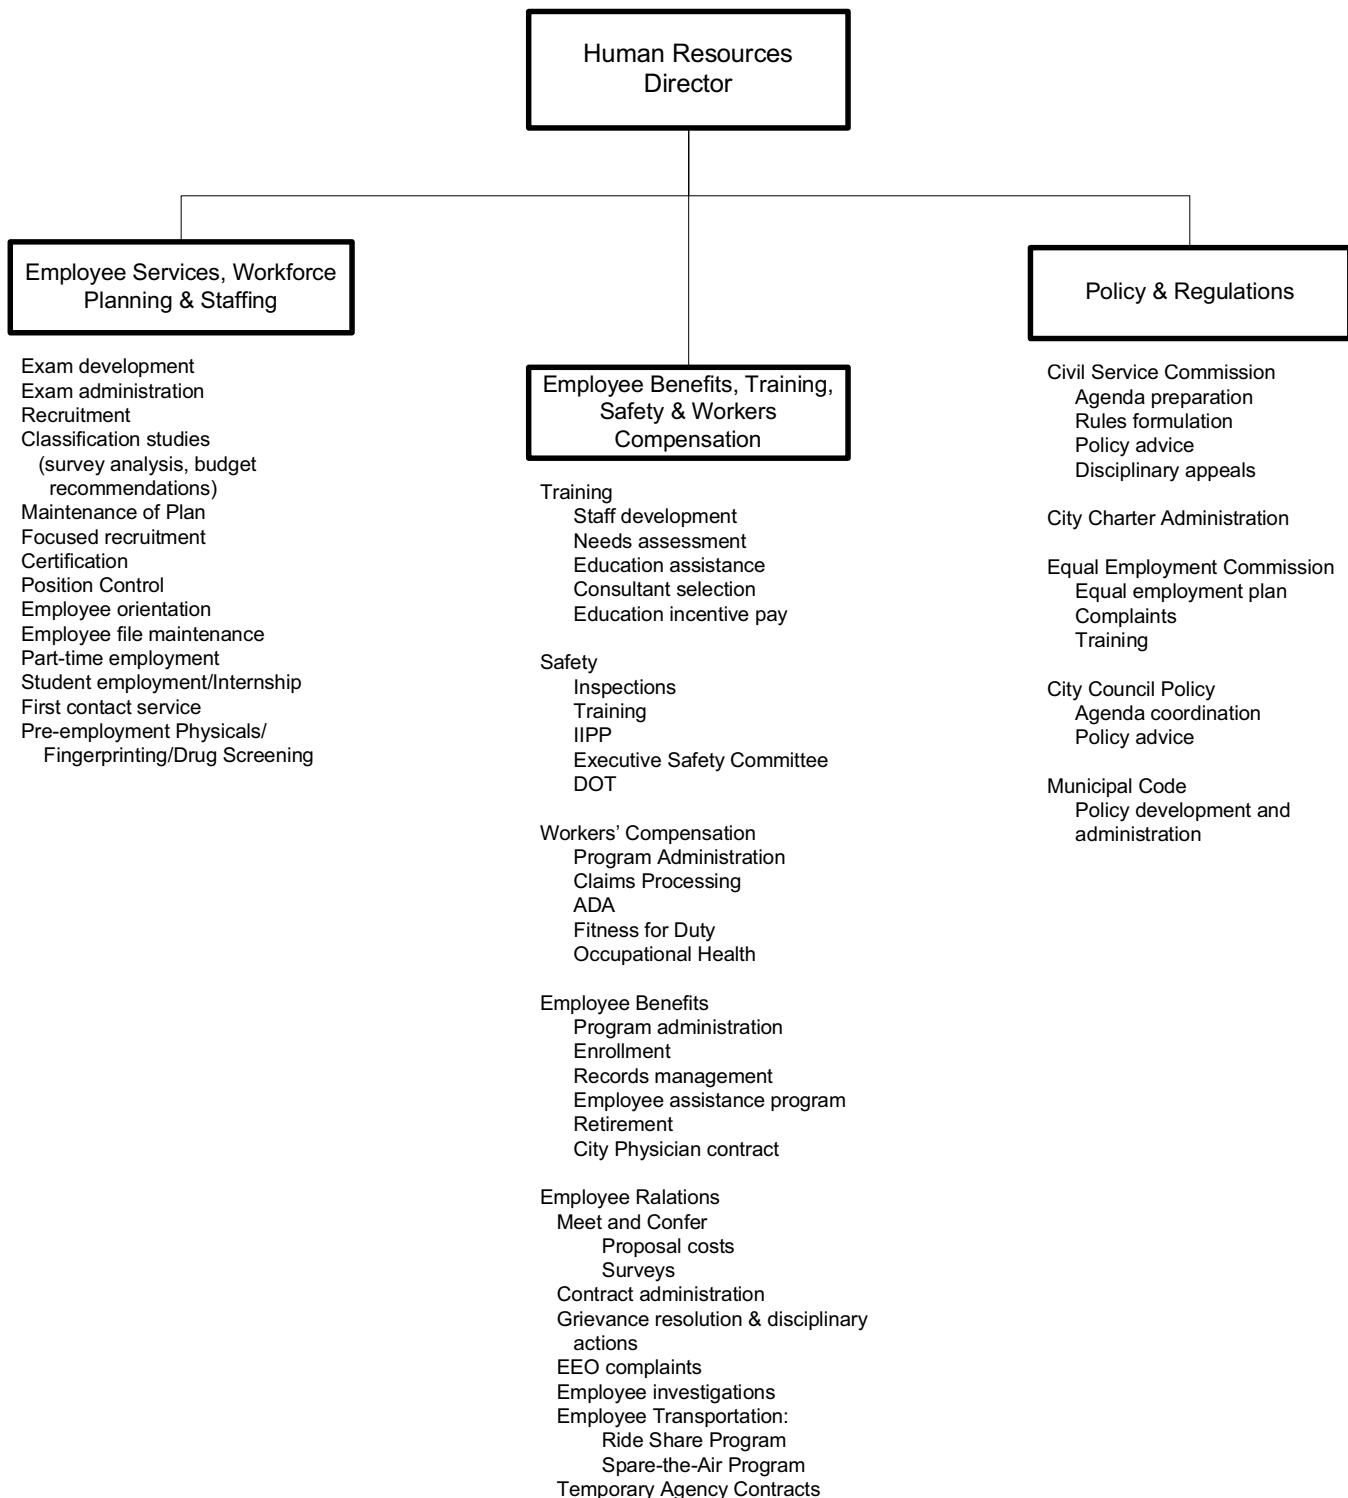 Human Resources
Director
Employee Services, Workforce
Planning & Staffing
Exam development
Exam administration
Recruitment
Classification studies
(survey analysis, budget
recommendations)
Maintenance of Plan
Focused recruitment
Certification
Position Control
Employee orientation
Employee file maintenance
Part-time employment
Student employment/Internship
First contact service
Pre-employment Physicals/
Fingerprinting/Drug Screening
Employee Benefits, Training,
Safety & Workers
Compensation
Training
Staff development
Needs assessment
Education assistance
Consultant selection
Education incentive pay
Safety
Inspections
Training
IIPP
Executive Safety Committee
DOT
Workers’ Compensation
Program Administration
Claims Processing
ADA
Fitness for Duty
Occupational Health
Employee Benefits
Program administration
Enrollment
Records management
Employee assistance program
Retirement
City Physician contract
Employee Ralations
Meet and Confer
Proposal costs
Surveys
Contract administration
Grievance resolution & disciplinary
actions
EEO complaints
Employee investigations
Employee Transportation:
Ride Share Program
Spare-the-Air Program
Temporary Agency Contracts
Policy & Regulations
Civil Service Commission
Agenda preparation
Rules formulation
Policy advice
Disciplinary appeals
City Charter Administration
Equal Employment Commission
Equal employment plan
Complaints
Training
City Council Policy
Agenda coordination
Policy advice
Municipal Code
Policy development and
administration